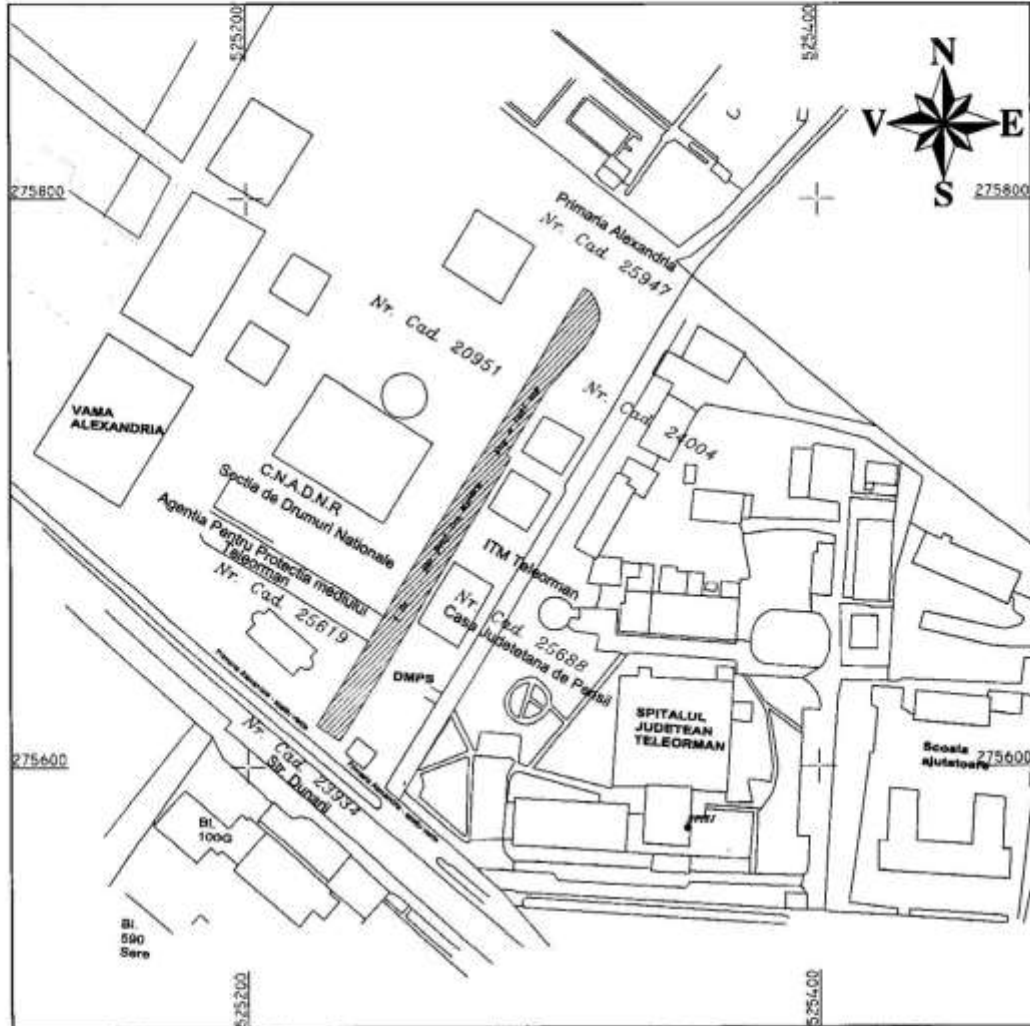 525200
525400
N
V
E
S
275800
275800
Primaria Alexandria
Nr. Cad. 25947
Nr. Cad. 20951
Nr. Cad. 24004
VAMA
ALEXANDRIA
C.N.A.D.N.R
Sectia de Drumuri Nationale
Agentia Pentru Protectia mediului
Teleorman
Nr. Cad. 25619
ITM Teleorman
Nr. Cad. 25688
Casa Judetetana de Pensii
DMPS
SPITALUL
JUDETEAN
TELEORMAN
Scoala
ajutatoare
275600
275600
Nr. Cad. 23934
Str. Dunarii
Bl.
100G
Bl.
590
Sere
525200
525400